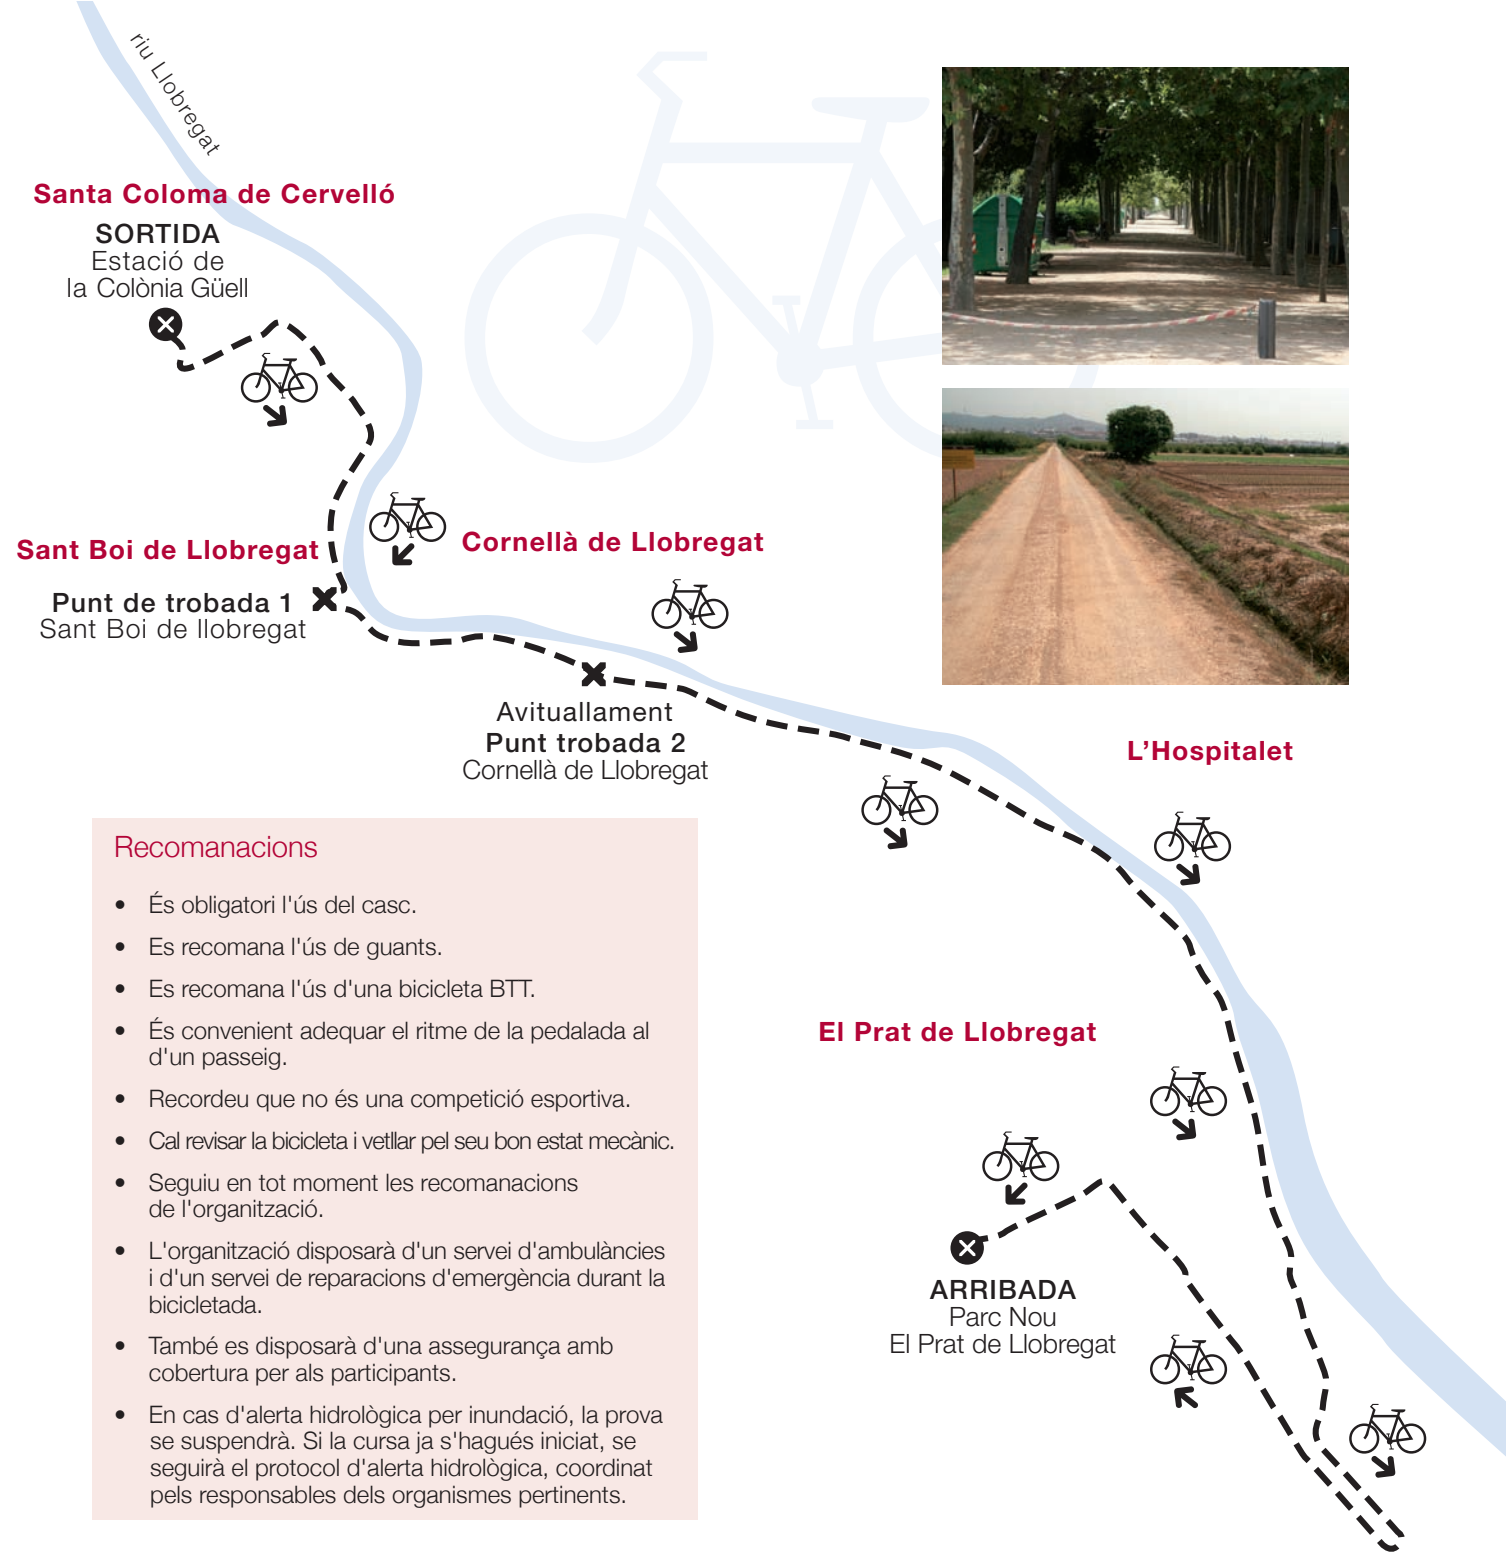 riu Llobregat
Santa Coloma de Cervelló
SORTIDA
Estació de
la Colònia Güell
Sant Boi de Llobregat
Punt de trobada 1
Sant Boi de llobregat
Cornellà de Llobregat
Avituallament
Punt trobada 2
Cornellà de Llobregat
L'Hospitalet
El Prat de Llobregat
ARRIBADA
Parc Nou
El Prat de Llobregat
Recomanacions
• És obligatori l'ús del casc.
• Es recomana l'ús de guants.
• Es recomana l'ús d'una bicicleta BTT.
• És convenient adequar el ritme de la pedalada al
d'un passeig.
• Recordeu que no és una competició esportiva.
• Cal revisar la bicicleta i vetllar pel seu bon estat mecànic.
• Seguiu en tot moment les recomanacions
de l'organització.
• L'organització disposarà d'un servei d'ambulàncies
i d'un servei de reparacions d'emergència durant la
bicicletada.
• També es disposarà d'una assegurança amb
cobertura per als participants.
• En cas d'alerta hidrològica per inundació, la prova
se suspendrà. Si la cursa ja s'hagués iniciat, se
seguirà el protocol d'alerta hidrològica, coordinat
pels responsables dels organismes pertinents.